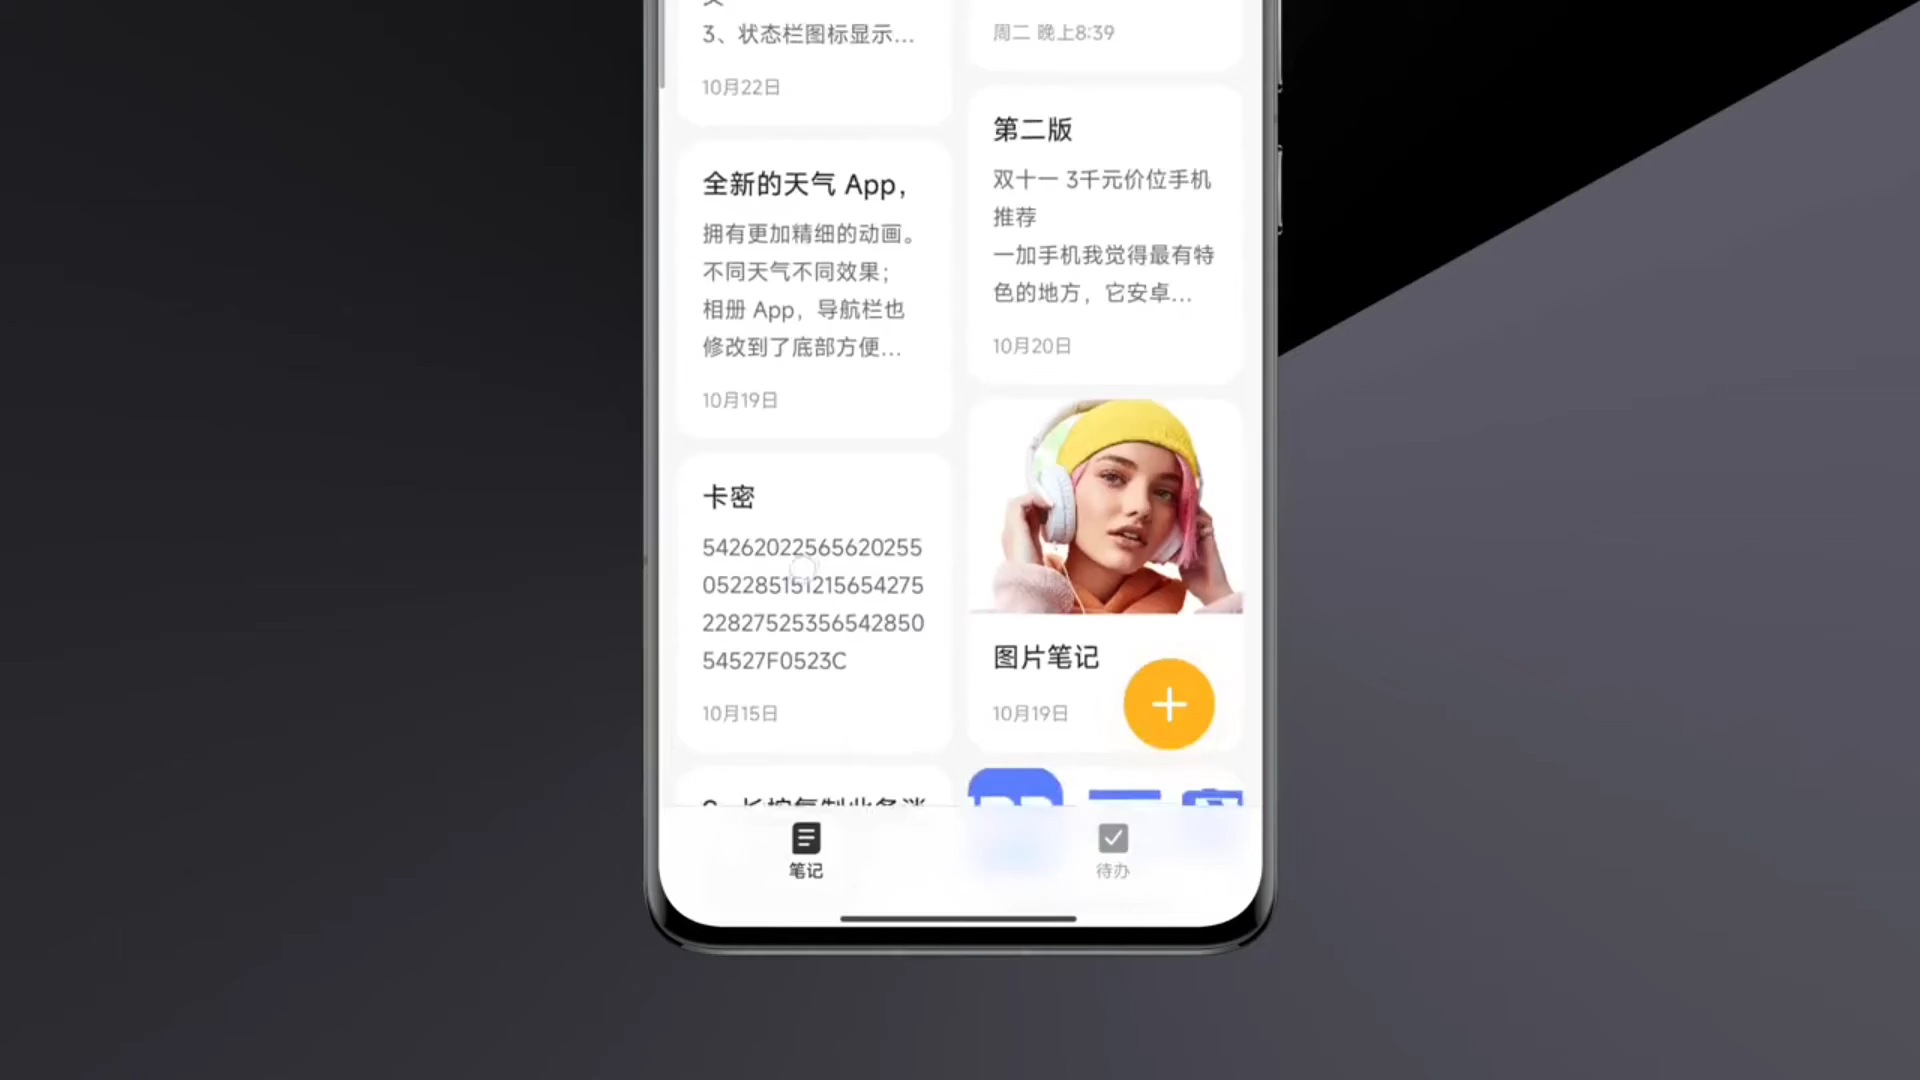 3、状态栏图标显示...
10月22日
全新的天气 App,
拥有更加精细的动画。
不同天气不同效果；
相册 App，导航栏也
修改到了底部方便...
10月19日
卡密
54262022565620255
05228515121565４275
22827525356542850
54527F0523C
10月15日
周二 晚上8:39
第二版
双十一 3千元价位手机
推荐
一加手机我觉得最有特
色的地方，它安卓...
10月20日
图片笔记
10月19日
笔记
待办